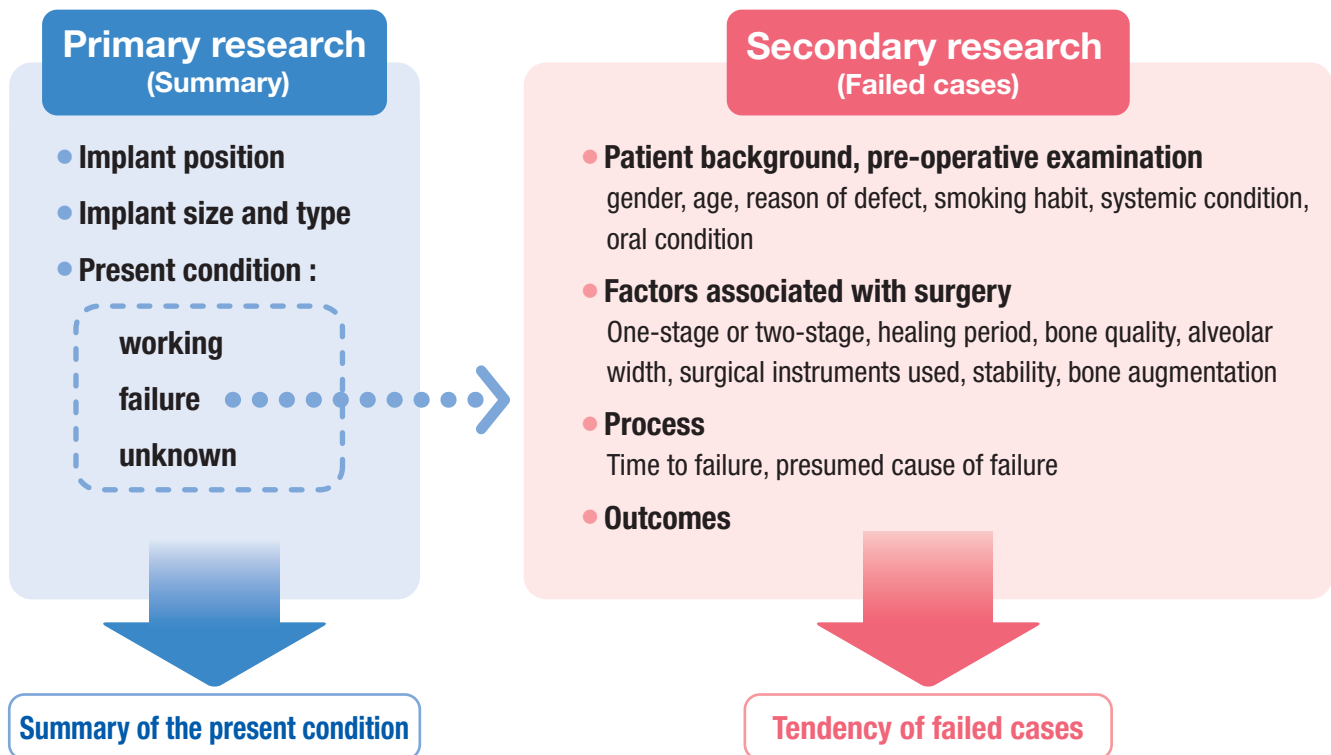 Primary research
(Summary)
• Implant position
• Implant size and type
• Present condition :
working
failure
unknown
Summary of the present condition
Secondary research
(Failed cases)
• Patient background, pre-operative examination
gender, age, reason of defect, smoking habit, systemic condition,
oral condition
• Factors associated with surgery
One-stage or two-stage, healing period, bone quality, alveolar
width, surgical instruments used, stability, bone augmentation
• Process
Time to failure, presumed cause of failure
• Outcomes
Tendency of failed cases